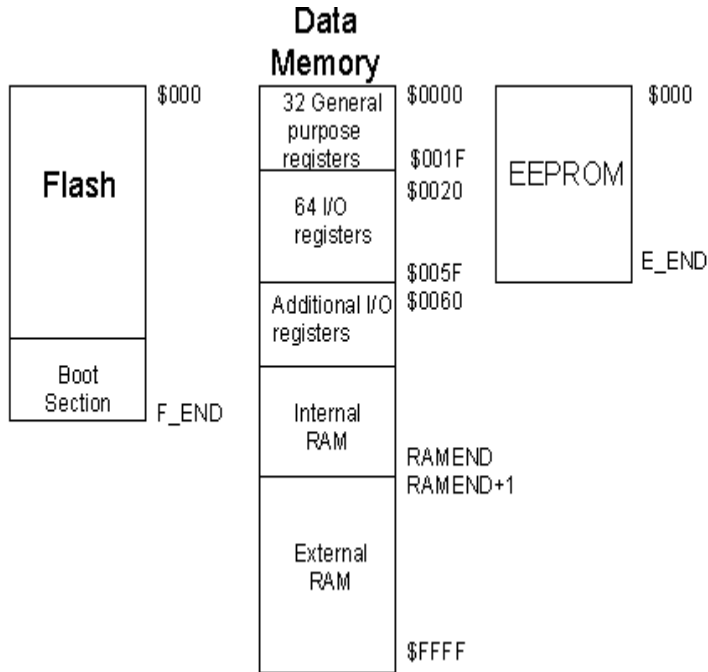 Data
Memory
$000
Flash
Boot
Section
F_END
32 General
purpose
registers
$0000
$001F
64 I/O
registers
$0020
$005F
Additional I/O
registers
$0060
Internal
RAM
RAMEND
RAMEND+1
External
RAM
$FFFF
$000
EEPROM
E_END